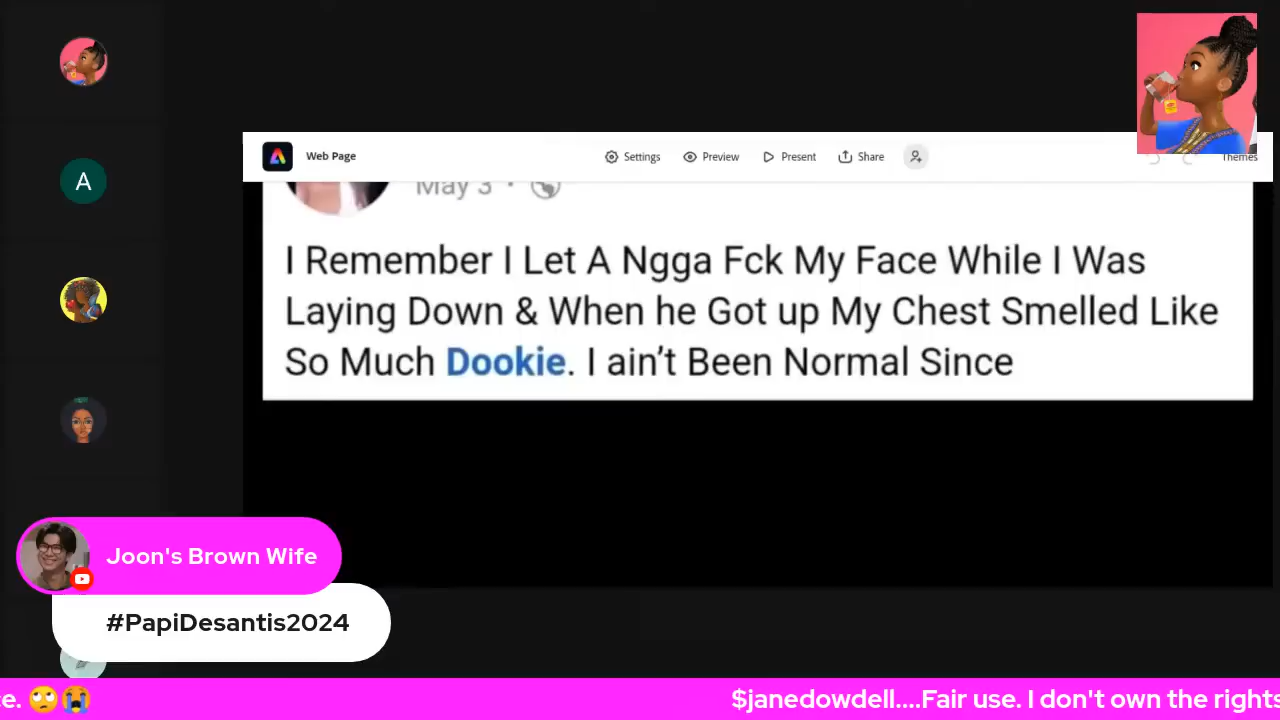 Web Page
Settings
Preview
Present
Share
Themes
May 3 ·
I Remember I Let A Ngga Fck My Face While I Was
Laying Down & When he Got up My Chest Smelled Like
So Much Dookie. I ain't Been Normal Since
A
Joon's Brown Wife
#PapiDesantis2024
e. 🙄😭
$janedowdell....Fair use. I don't own the rights